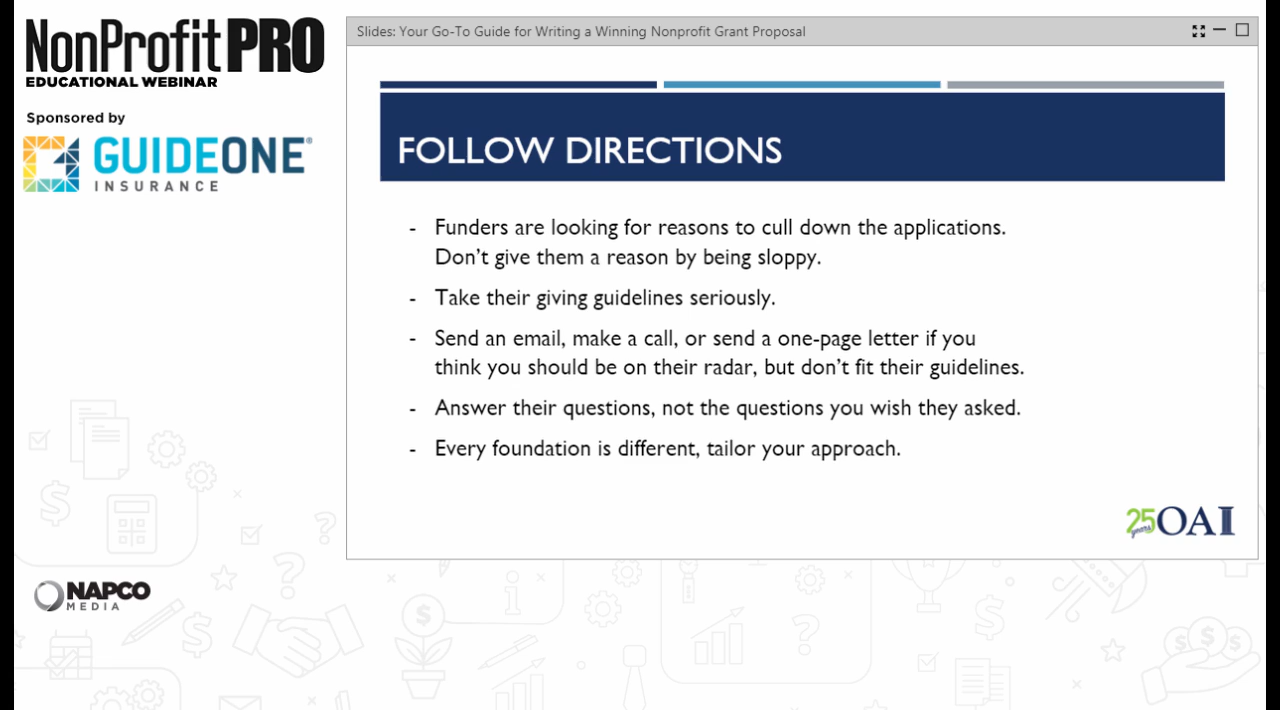 NonProfit PRO
EDUCATIONAL WEBINAR
Sponsored by
GUIDEONE®
INSURANCE
Slides: Your Go-To Guide for Writing a Winning Nonprofit Grant Proposal
FOLLOW DIRECTIONS
- Funders are looking for reasons to cull down the applications.
Don't give them a reason by being sloppy.
- Take their giving guidelines seriously.
- Send an email, make a call, or send a one-page letter if you
think you should be on their radar, but don't fit their guidelines.
- Answer their questions, not the questions you wish they asked.
- Every foundation is different, tailor your approach.
25 years OAI
NAPCO
MEDIA